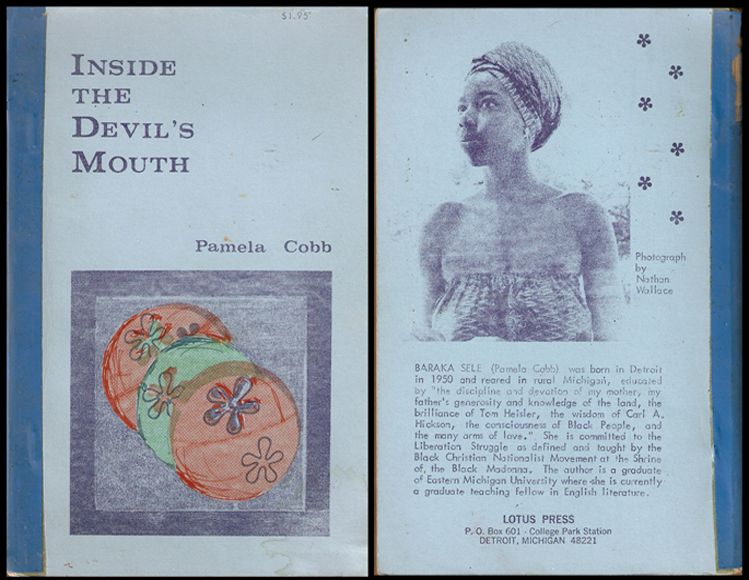 $1.95
INSIDE
THE
DEVIL'S
MOUTH
Pamela Cobb
Photograph
by
Nathan
Wallace
BARAKA SELE (Pamela Cobb) was born in Detroit
in 1950 and reared in rural Michigan, educated
by "the discipline and devotion of my mother, my
father's generosity and knowledge of the land, the
brilliance of Tom Heisler, the wisdom of Carl A.
Hickson, the consciousness of Black People, and
the many arms of love." She is committed to the
Liberation Struggle as defined and taught by the
Black Christian Nationalist Movement at the Shrine
of, the Black Madonna. The author is a graduate
of Eastern Michigan University where she is currently
a graduate teaching fellow in English literature.
LOTUS PRESS
P. O. Box 601 - College Park Station
DETROIT, MICHIGAN 48221